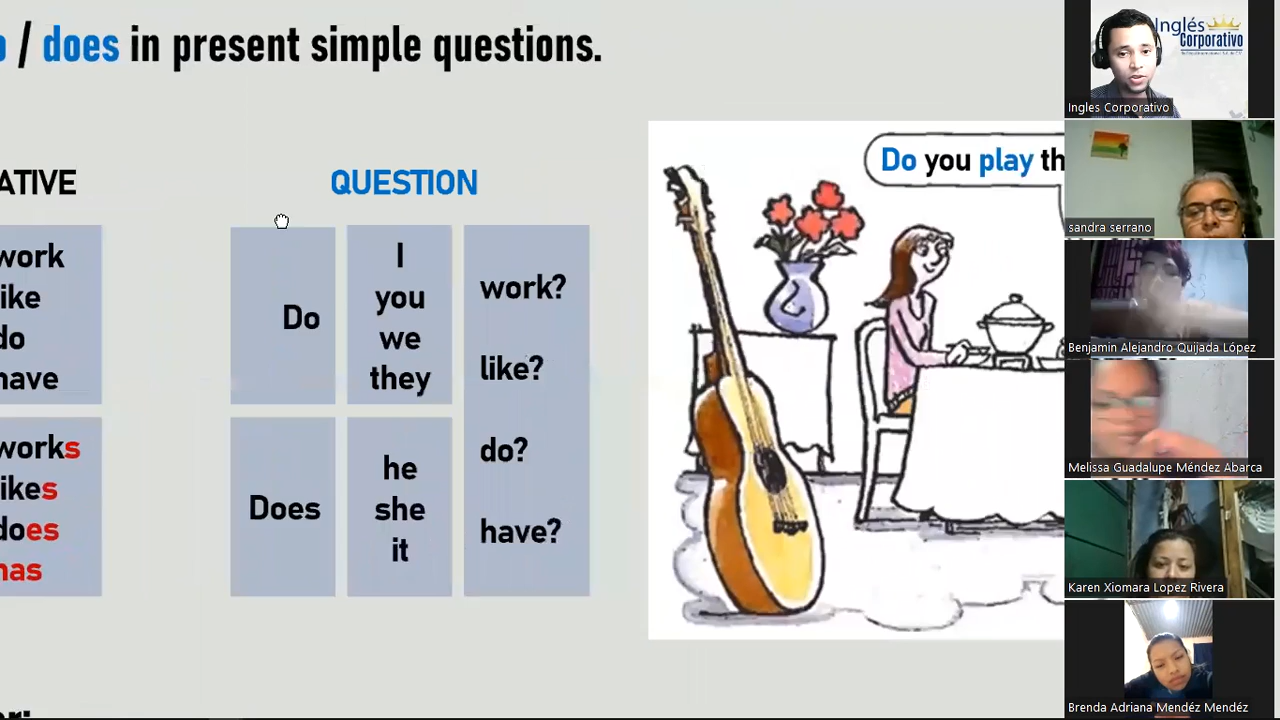 / does in present simple questions.
ATIVE
QUESTION
work
ike
do
have
works
ikes
does
has
Do
I
you
we
they
Does
he
she
it
work?
like?
do?
have?
Do you play th
Inglés
Corporativo
Ingles Corporativo
sandra serrano
Benjamin Alejandro Quijada López
Melissa Guadalupe Méndez Abarca
Karen Xiomara Lopez Rivera
Brenda Adriana Mendéz Mendéz